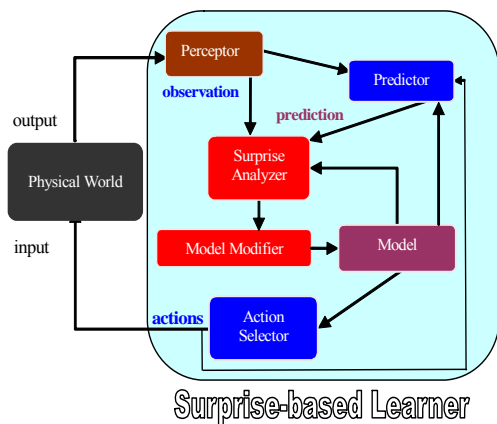 Perceptor
Predictor
observation
output
prediction
Surprise
Analyzer
Physical World
input
Model Modifier
Model
actions
Action
Selector
Surprise-based Learner